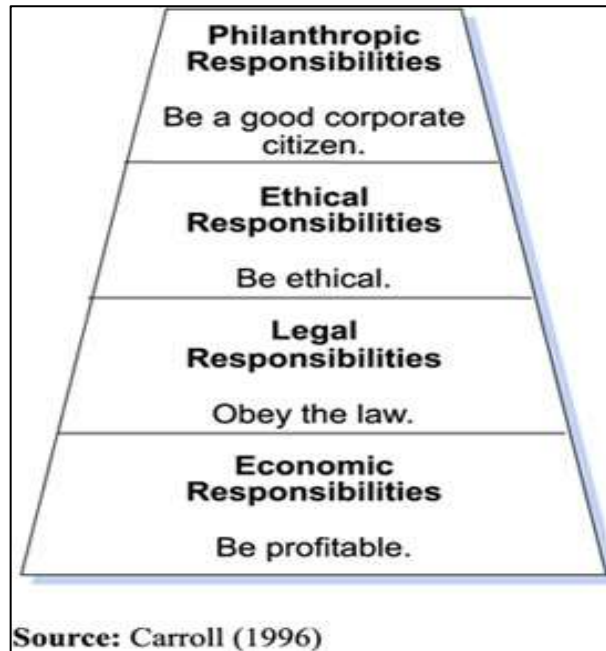 Philanthropic
Responsibilities
Be a good corporate
citizen.
Ethical
Responsibilities
Be ethical.
Legal
Responsibilities
Obey the law.
Economic
Responsibilities
Be profitable.
Source: Carroll (1996)